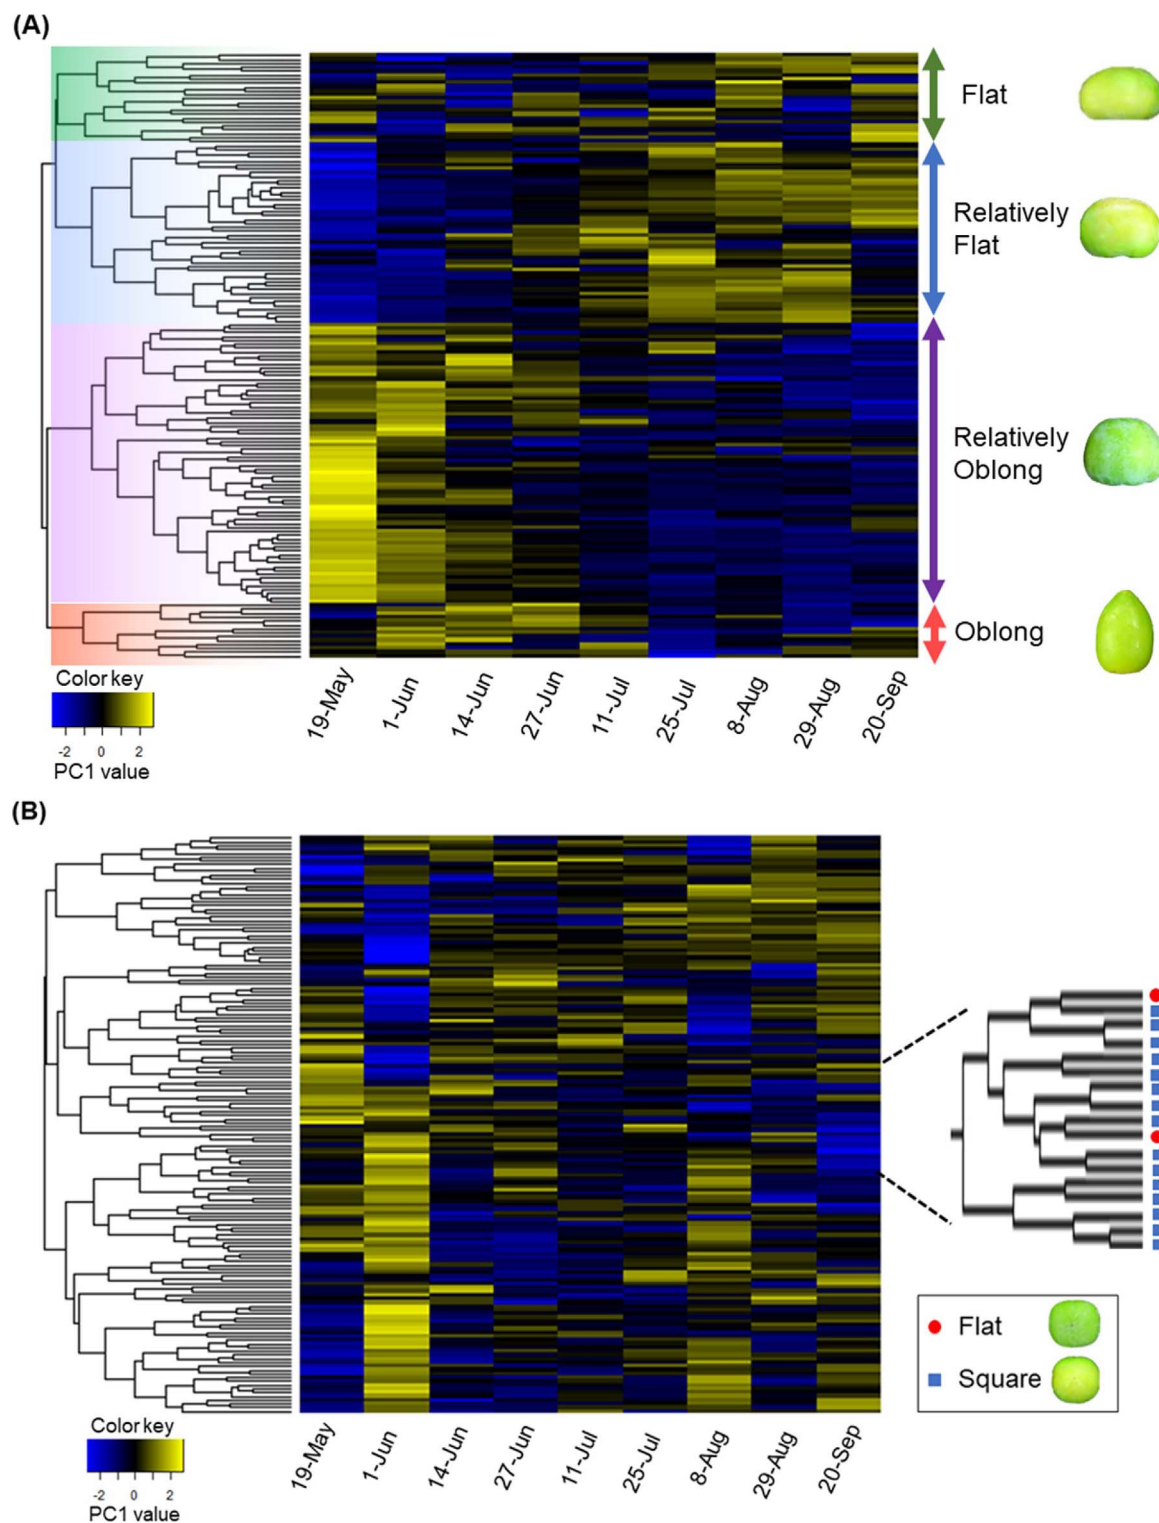 (A)
Flat
Relatively
Flat
Relatively
Oblong
Oblong
Color key
-2 0 2
PC1 value
19-May 1-Jun 14-Jun 27-Jun 11-Jul 25-Jul 8-Aug 29-Aug 20-Sep
(B)
Flat
Square
Color key
-2 0 2
PC1 value
19-May 1-Jun 14-Jun 27-Jun 11-Jul 25-Jul 8-Aug 29-Aug 20-Sep